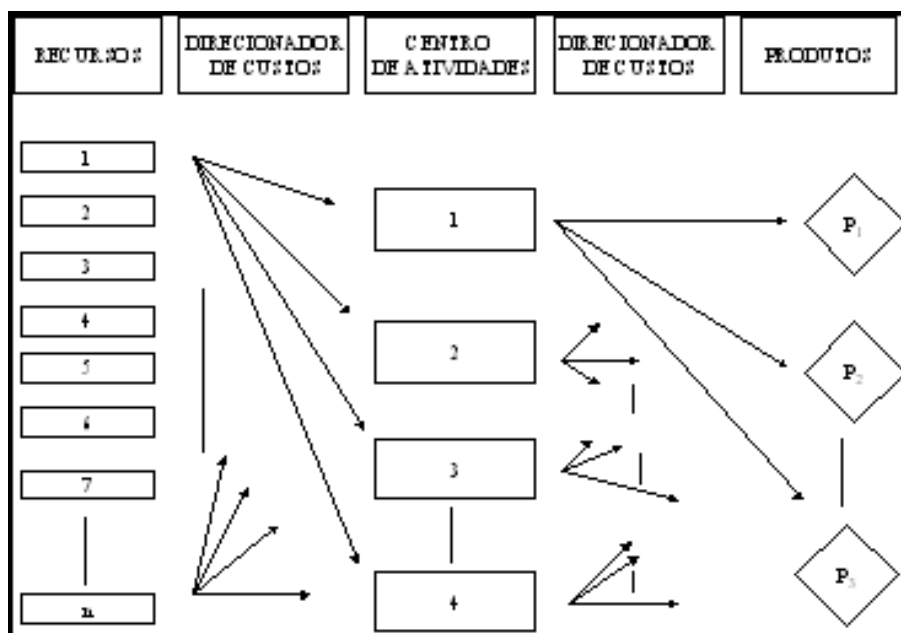 RECURSOS
DIRECIONADOR
DE CUSTOS
CENTRO
DE ATIVIDADES
DIRECIONADOR
DE CUSTOS
PRODUTOS
1
2
3
4
5
6
7
n
1
2
3
4
P1
P2
P3